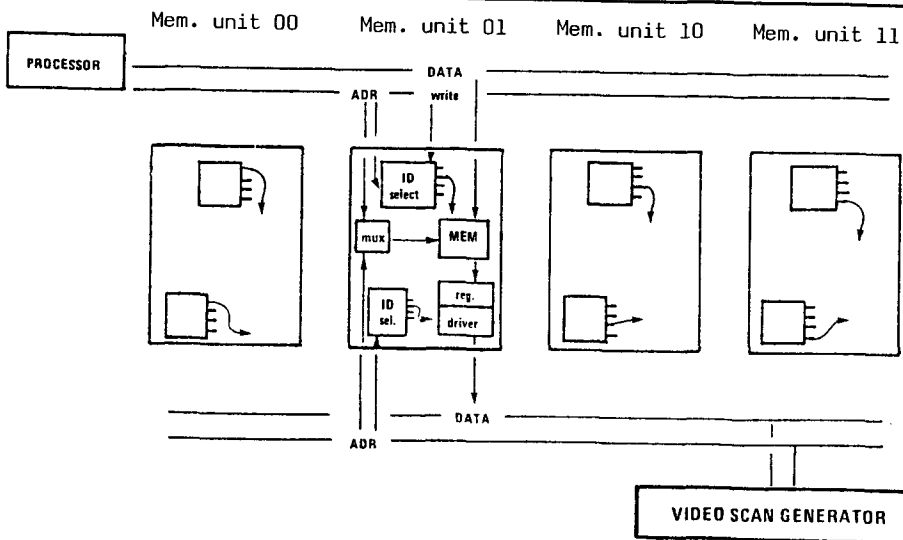 Mem. unit 00
Mem. unit 01
Mem. unit 10
Mem. unit 11
PROCESSOR
DATA
ADR
write
ID
select
mux
MEM
ID
sel.
reg.
driver
DATA
ADR
VIDEO SCAN GENERATOR